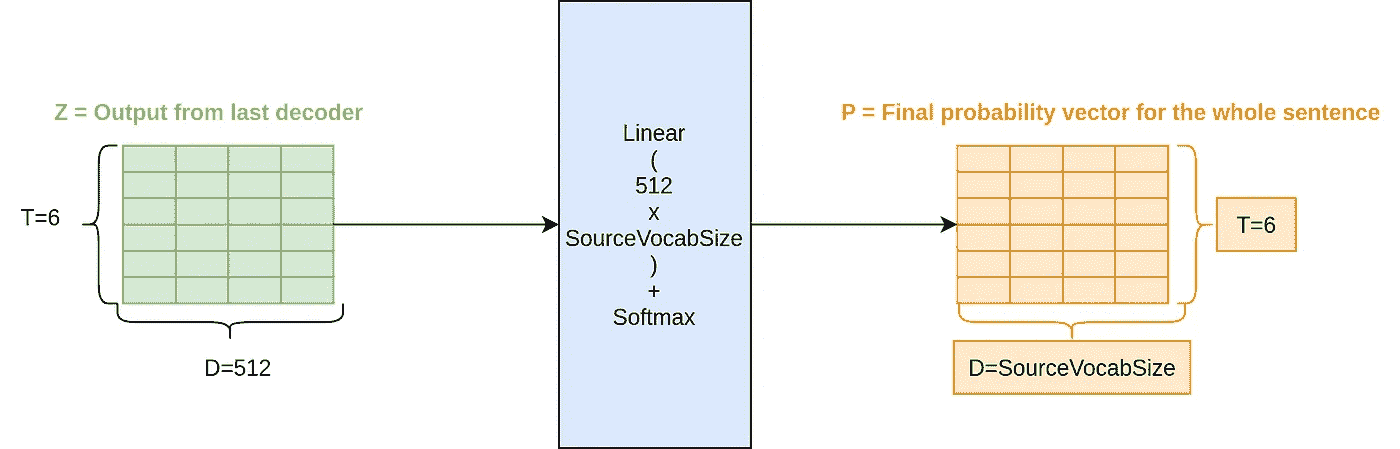 Z = Output from last decoder
T=6
D=512
Linear
(
512
x
SourceVocabSize
)
+
Softmax
P = Final probability vector for the whole sentence
T=6
D=SourceVocabSize